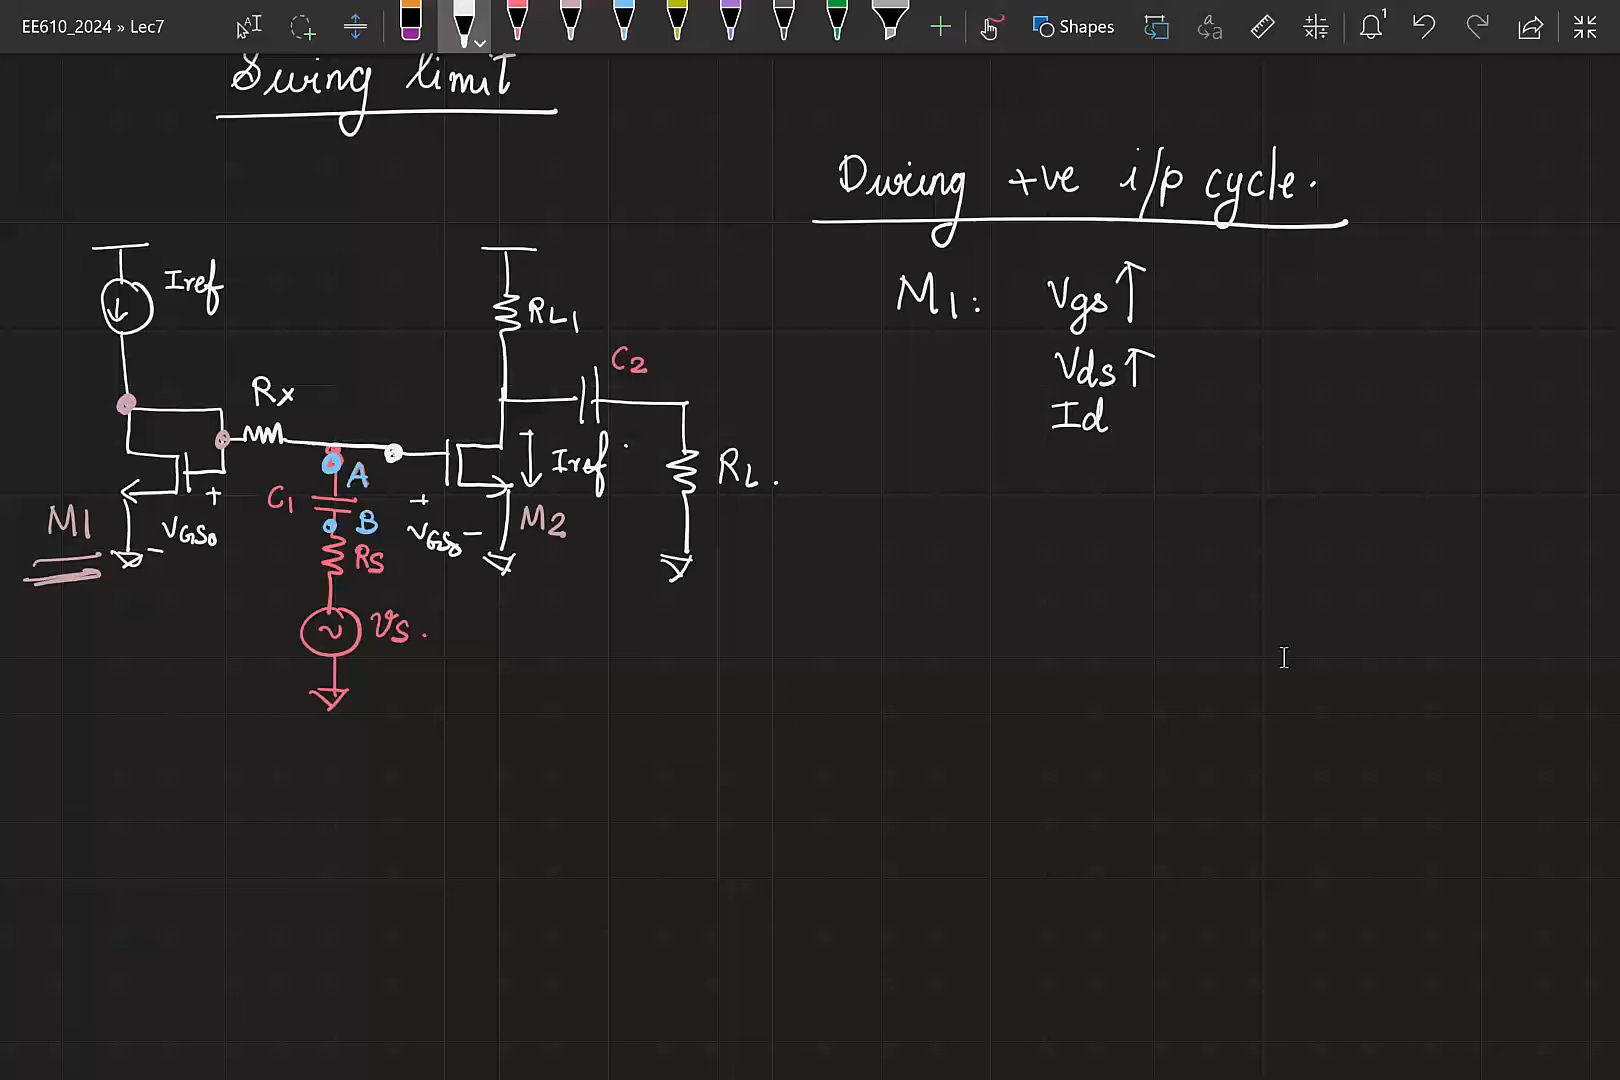 EE610_2024 » Lec7
Shapes
1
Swing limit
During +ve i/p cycle.
M1: Vgs↑
Vds↑
Id
Iref
RL1
C2
Rx
A
Iref
RL.
C1
+
+
M1
VGS0
-
B
VGS0
-
M2
RS
~
vs.